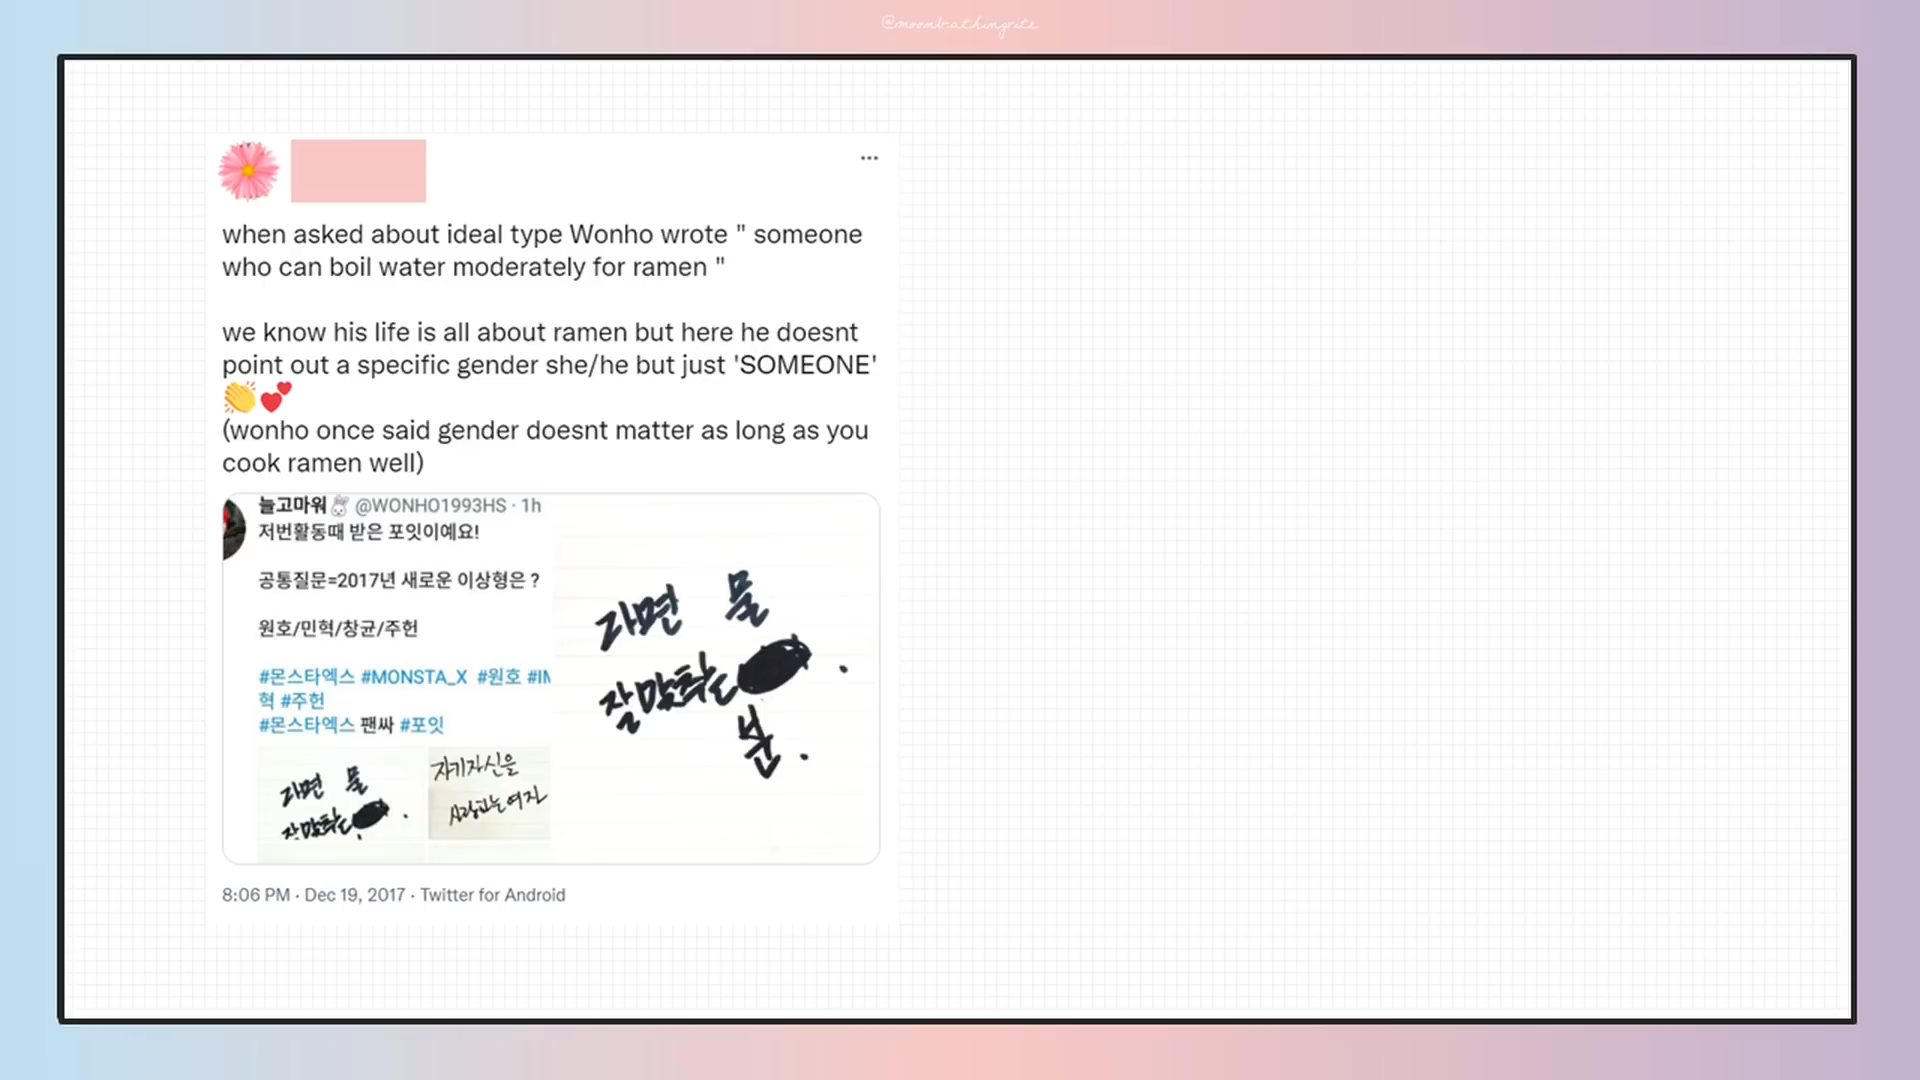 @moonbathingrite
when asked about ideal type Wonho wrote " someone
who can boil water moderately for ramen "
we know his life is all about ramen but here he doesnt
point out a specific gender she/he but just 'SOMEONE'
👏💕
(wonho once said gender doesnt matter as long as you
cook ramen well)
늘고마워🐰 @WONHO1993HS · 1h
저번활동때 받은 포잇이예요!
공통질문=2017년 새로운 이상형은 ?
원호/민혁/창균/주헌
#몬스타엑스 #MONSTA_X #원호 #IM
혁 #주헌
#몬스타엑스 팬싸 #포잇
라면 물
잘맞추는
분.
라면 물
잘맞추는
자기자신을
사랑하는여자
8:06 PM · Dec 19, 2017 · Twitter for Android